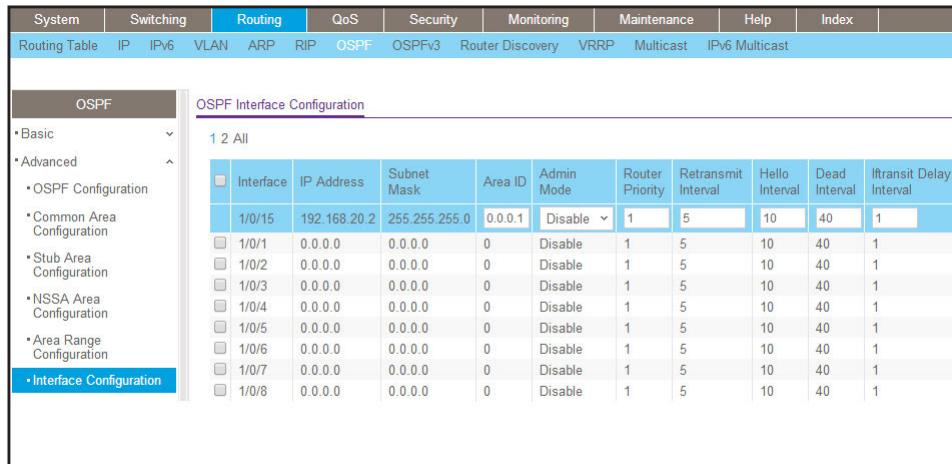 System Switching Routing QoS Security Monitoring Maintenance Help Index
Routing Table IP IPv6 VLAN ARP RIP OSPF OSPFv3 Router Discovery VRRP Multicast IPv6 Multicast
OSPF
Basic
Advanced
OSPF Configuration
Common Area
Configuration
Stub Area
Configuration
NSSA Area
Configuration
Area Range
Configuration
Interface Configuration
OSPF Interface Configuration
1 2 All
Interface IP Address Subnet Mask Area ID Admin Mode Router Priority Retransmit Interval Hello Interval Dead Interval Iftransit Delay Interval
1/0/15 192.168.20.2 255.255.255.0 0.0.0.1 Disable 1 5 10 40 1
1/0/1 0.0.0.0 0.0.0.0 0 Disable 1 5 10 40 1
1/0/2 0.0.0.0 0.0.0.0 0 Disable 1 5 10 40 1
1/0/3 0.0.0.0 0.0.0.0 0 Disable 1 5 10 40 1
1/0/4 0.0.0.0 0.0.0.0 0 Disable 1 5 10 40 1
1/0/5 0.0.0.0 0.0.0.0 0 Disable 1 5 10 40 1
1/0/6 0.0.0.0 0.0.0.0 0 Disable 1 5 10 40 1
1/0/7 0.0.0.0 0.0.0.0 0 Disable 1 5 10 40 1
1/0/8 0.0.0.0 0.0.0.0 0 Disable 1 5 10 40 1